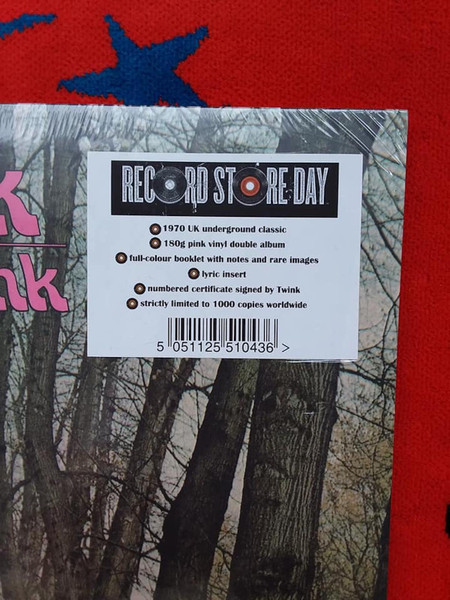 k
nk
RECORD STORE DAY
1970 UK underground classic
180g pink vinyl double album
full-colour booklet with notes and rare images
lyric insert
numbered certificate signed by Twink
strictly limited to 1000 copies worldwide
5 051125 510436 >